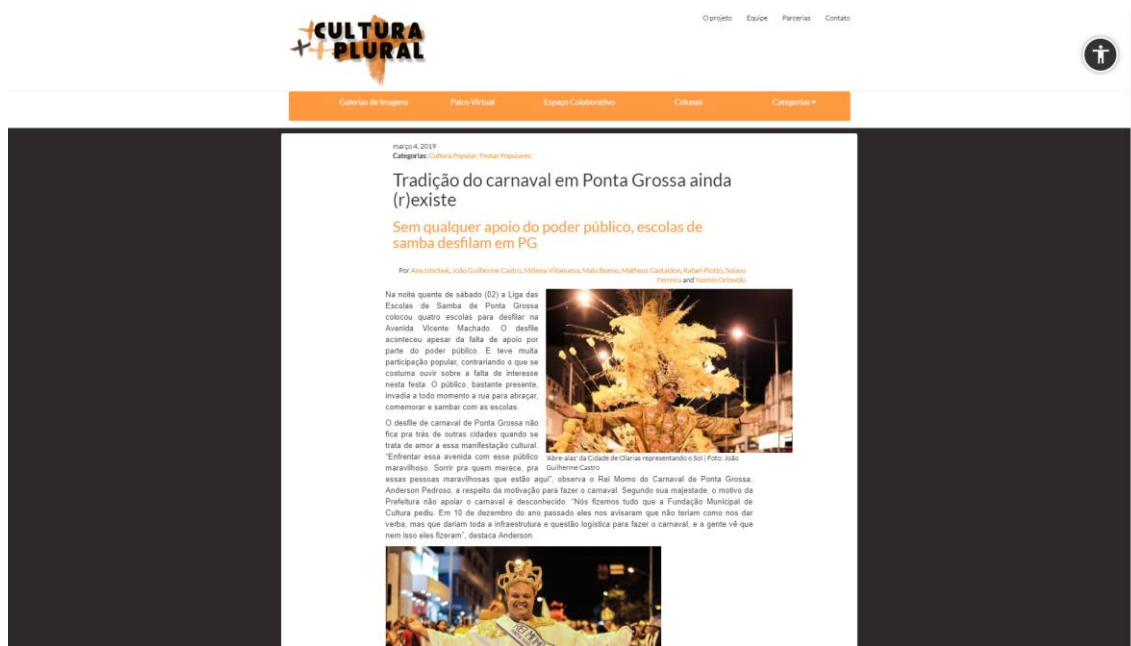 CULTURA
PLURAL
O projeto Equipe Parcerias Contato
Galerias de Imagens Palco Virtual Espaço Colaborativo Colunas Categorias
março 4, 2019
Categorias: Cultura Popular; Festas Populares;
Tradição do carnaval em Ponta Grossa ainda
(r)existe
Sem qualquer apoio do poder público, escolas de
samba desfilam em PG
Por Ana Istschuk, João Guilherme Castro, Millena Villanueva, Malu Bueno, Matheus Gastaldon, Rafael Piotto, Solano
Ferreira and Yasmin Orlowski
Na noite quente de sábado (02) a Liga das
Escolas de Samba de Ponta Grossa
colocou quatro escolas para desfilar na
Avenida Vicente Machado. O desfile
aconteceu apesar da falta de apoio por
parte do poder público. E teve muita
participação popular, contrariando o que se
costuma ouvir sobre a falta de interesse
nesta festa. O público, bastante presente,
invadia a todo momento a rua para abraçar,
comemorar e sambar com as escolas.
O desfile de carnaval de Ponta Grossa não
fica pra trás de outras cidades quando se
trata de amor a essa manifestação cultural.
"Enfrentar essa avenida com esse público
maravilhoso. Sorrir pra quem merece, pra
'Abre-alas' da Cidade de Olarias representando o Sol | Foto: João
Guilherme Castro
essas pessoas maravilhosas que estão aqui", observa o Rei Momo do Carnaval de Ponta Grossa,
Anderson Pedroso, a respeito da motivação para fazer o carnaval. Segundo sua majestade, o motivo da
Prefeitura não apoiar o carnaval é desconhecido. "Nós fizemos tudo que a Fundação Municipal de
Cultura pediu. Em 10 de dezembro do ano passado eles nos avisaram que não teriam como nos dar
verba, mas que dariam toda a infraestrutura e questão logística para fazer o carnaval, e a gente vê que
nem isso eles fizeram", destaca Anderson.
REI MOMO